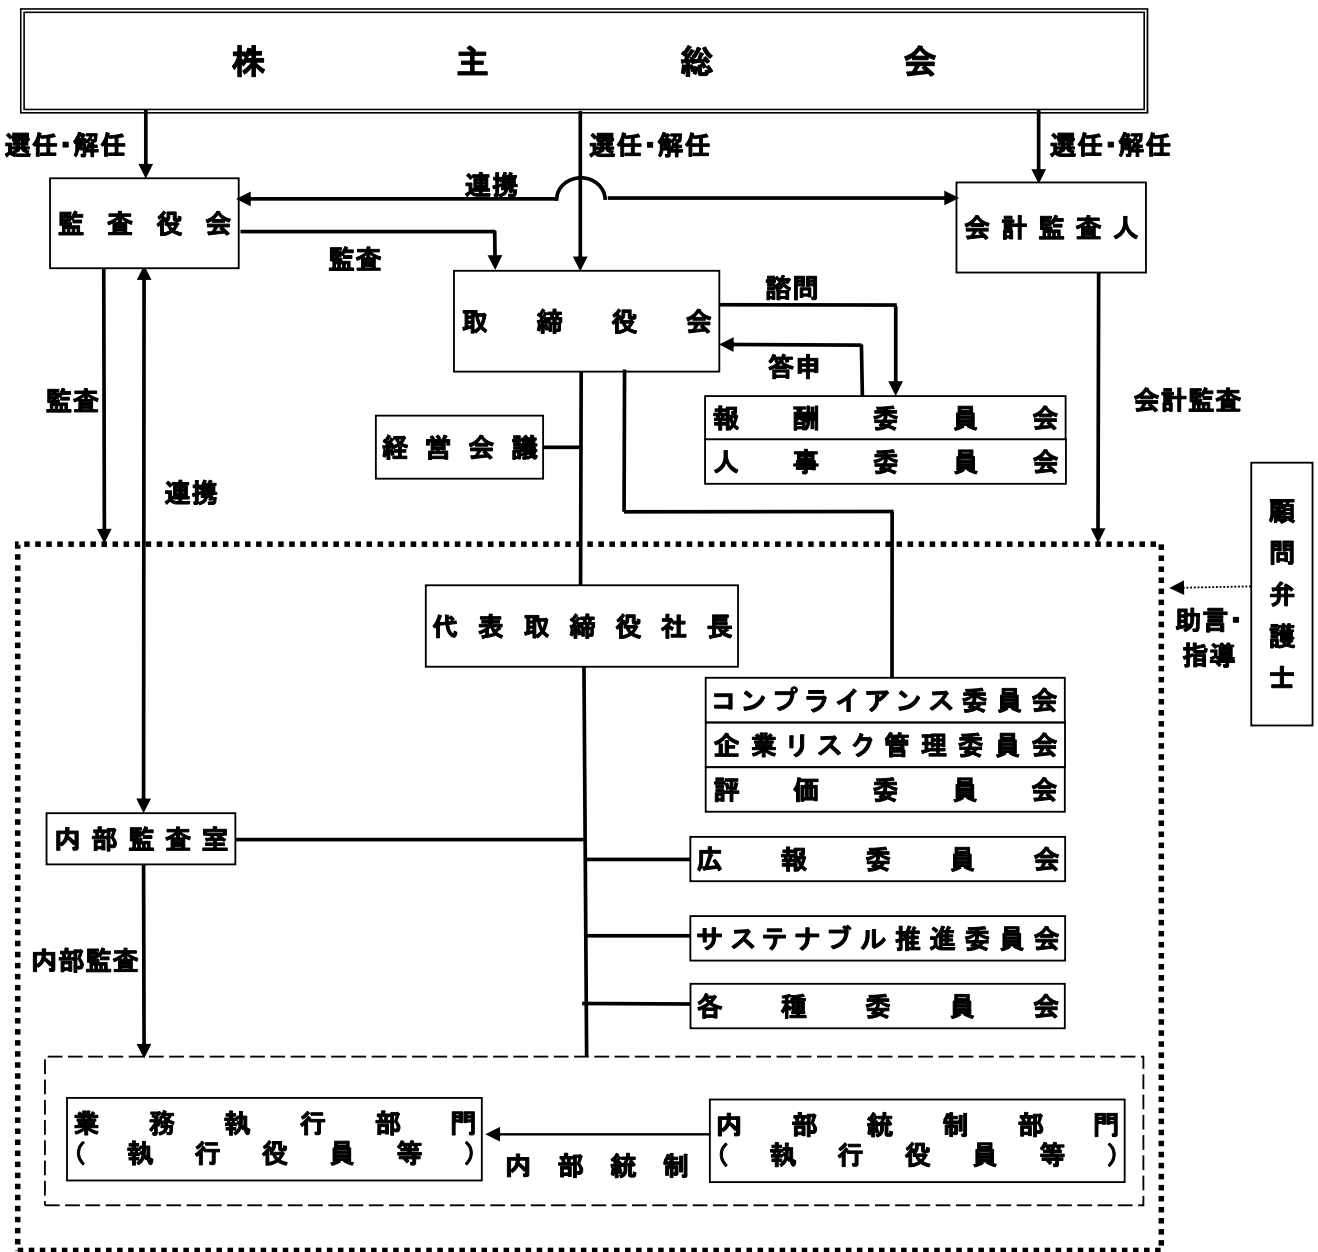 株主総会
選任・解任
選任・解任
選任・解任
連携
監査役会
会計監査人
監査
諮問
取締役会
答申
監査
会計監査
報酬委員会
経営会議
人事委員会
連携
顧問弁護士
助言・
指導
代表取締役社長
コンプライアンス委員会
企業リスク管理委員会
評価委員会
内部監査室
広報委員会
サステナブル推進委員会
内部監査
各種委員会
業務執行部門
(執行役員等)
内部統制
内部統制部門
(執行役員等)